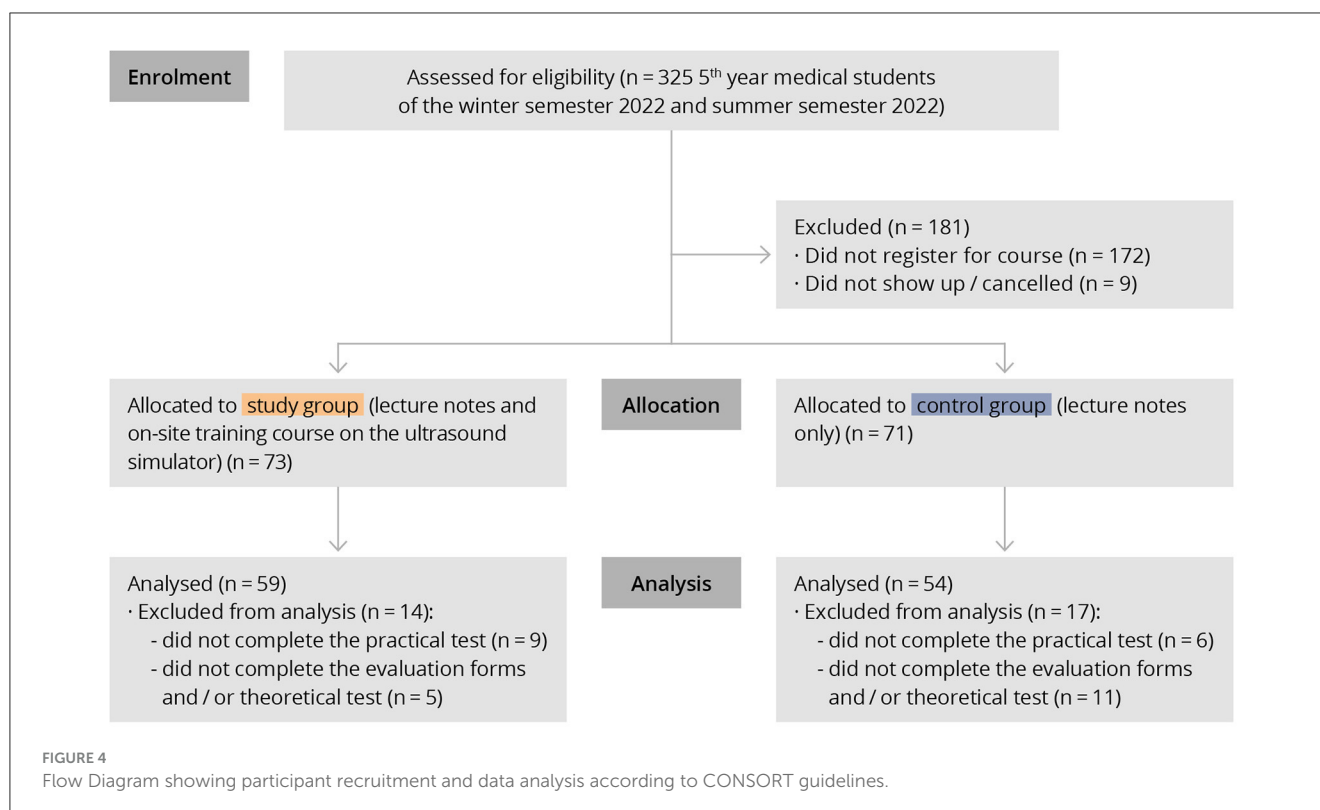 Enrolment
Assessed for eligibility (n = 325 5th year medical students
of the winter semester 2022 and summer semester 2022)
Excluded (n = 181)
· Did not register for course (n = 172)
· Did not show up / cancelled (n = 9)
Allocated to study group (lecture notes and
on-site training course on the ultrasound
simulator) (n = 73)
Allocation
Allocated to control group (lecture notes
only) (n = 71)
Analysed (n = 59)
· Excluded from analysis (n = 14):
- did not complete the practical test (n = 9)
- did not complete the evaluation forms
and / or theoretical test (n = 5)
Analysis
Analysed (n = 54)
· Excluded from analysis (n = 17):
- did not complete the practical test (n = 6)
- did not complete the evaluation forms
and / or theoretical test (n = 11)
FIGURE 4
Flow Diagram showing participant recruitment and data analysis according to CONSORT guidelines.